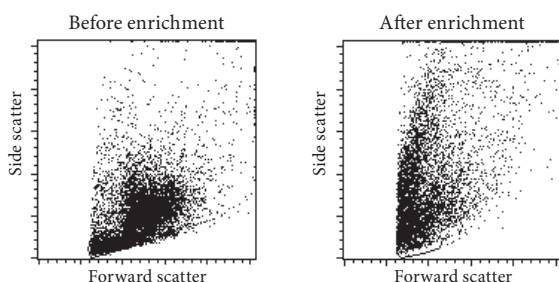 Before enrichment
Side scatter
Forward scatter
After enrichment
Side scatter
Forward scatter